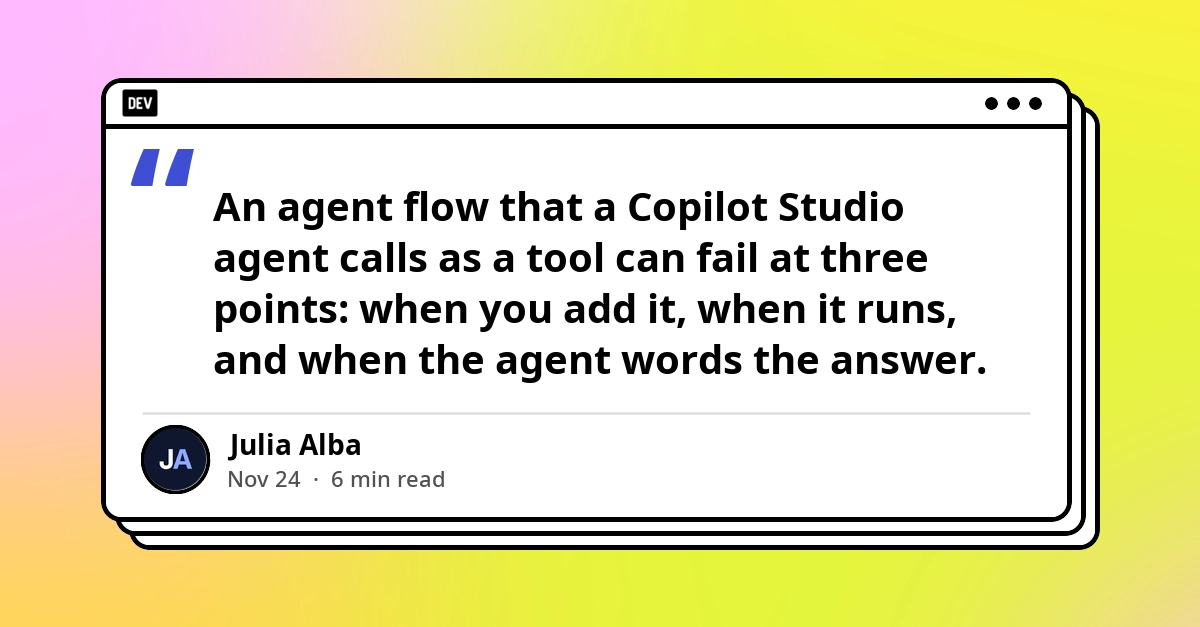 DEV
“
An agent flow that a Copilot Studio
agent calls as a tool can fail at three
points: when you add it, when it runs,
and when the agent words the answer.
JA
Julia Alba
Nov 24 · 6 min read